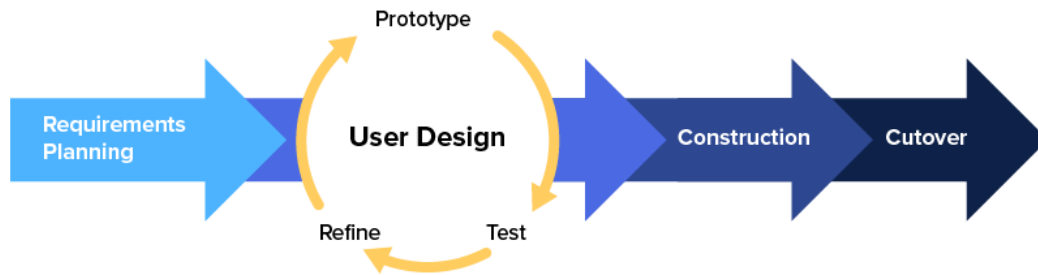 Prototype
Requirements
Planning
User Design
Construction
Cutover
Refine
Test